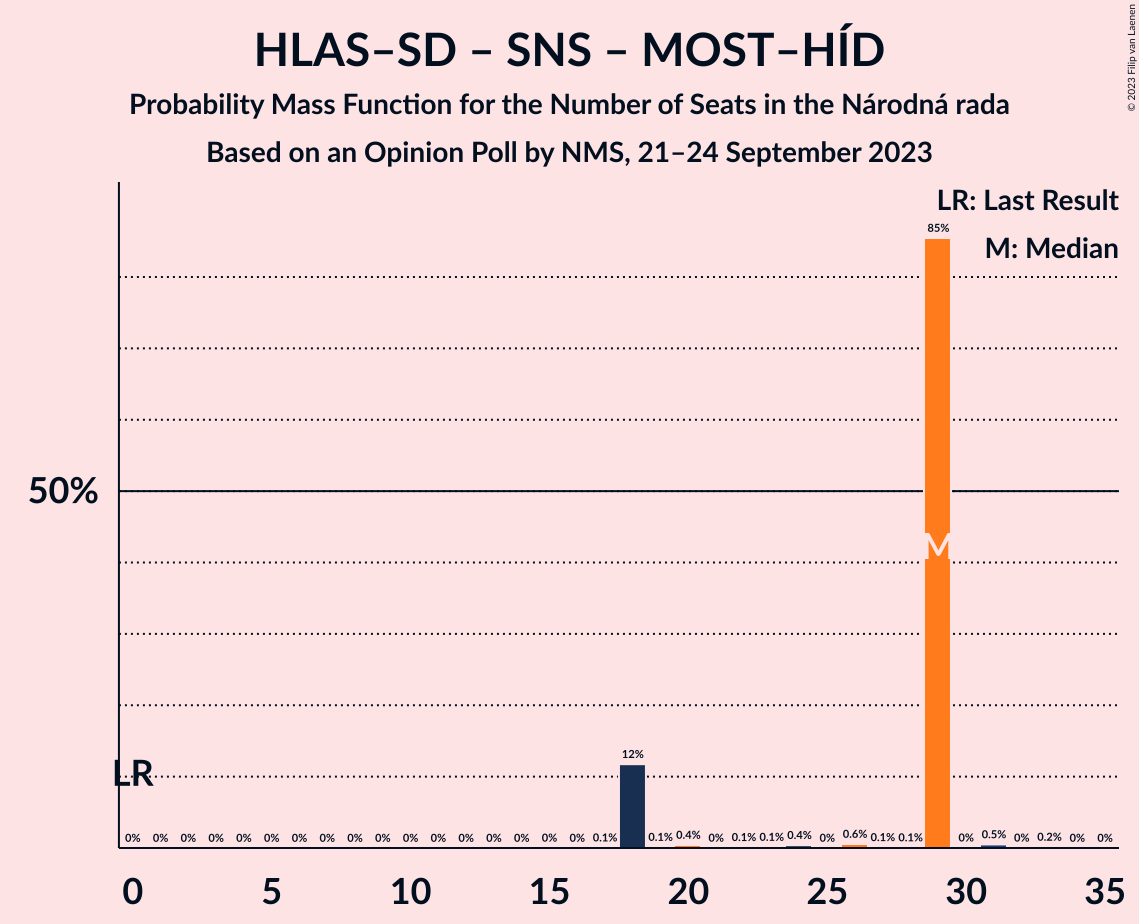 HLAS–SD – SNS – MOST–HÍD
Probability Mass Function for the Number of Seats in the Národná rada
Based on an Opinion Poll by NMS, 21–24 September 2023
© 2023 Filip van Laenen
LR: Last Result
M: Median
85%
50%
M
12%
LR
0% 0% 0% 0% 0% 0% 0% 0% 0% 0% 0% 0% 0% 0% 0% 0% 0% 0.1% 0.1% 0.4% 0% 0.1% 0.1% 0.4% 0% 0.6% 0.1% 0.1% 0% 0.5% 0% 0.2% 0% 0%
0 5 10 15 20 25 30 35